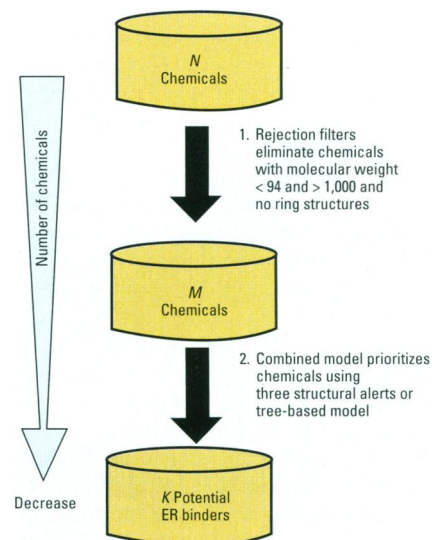 N
Chemicals
Number of chemicals
1. Rejection filters
eliminate chemicals
with molecular weight
< 94 and > 1,000 and
no ring structures
M
Chemicals
2. Combined model prioritizes
chemicals using
three structural alerts or
tree-based model
Decrease
K Potential
ER binders